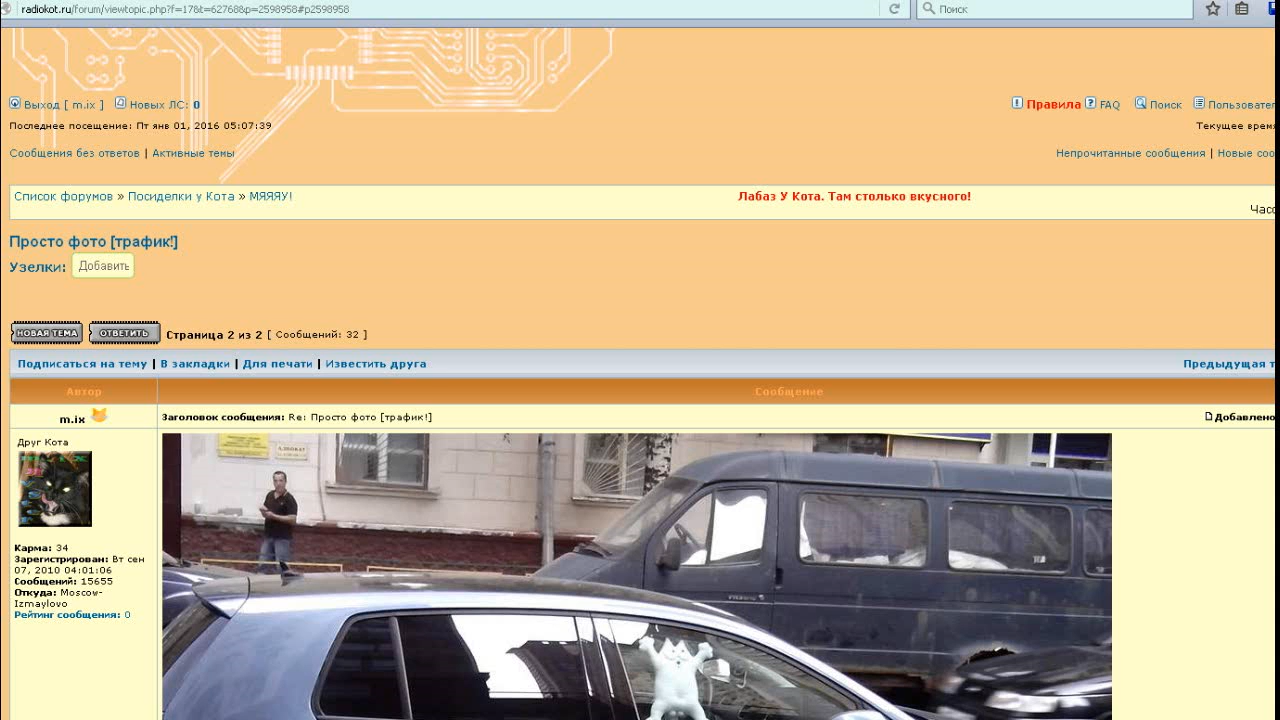 radiokot.ru/forum/viewtopic.php?f=17&t=62768&p=2598958#p2598958
Поиск
Выход [ m.ix ] Новых ЛС: 0
Правила FAQ Поиск Пользовател
Последнее посещение: Пт янв 01, 2016 05:07:39
Текущее врем
Сообщения без ответов | Активные темы
Непрочитанные сообщения | Новые соо
Список форумов » Посиделки у Кота » МЯЯЯУ!
Лабаз У Кота. Там столько вкусного!
Часо
Просто фото [трафик!]
Узелки: Добавить
НОВАЯ ТЕМА ОТВЕТИТЬ Страница 2 из 2 [ Сообщений: 32 ]
Подписаться на тему | В закладки | Для печати | Известить друга
Предыдущая т
Автор Сообщение
m.ix
Заголовок сообщения: Re: Просто фото [трафик!]
Добавлено
Друг Кота
АДВОКАТ
Карма: 34
Зарегистрирован: Вт сен
07, 2010 04:01:06
Сообщений: 15655
Откуда: Moscow-
Izmaylovo
Рейтинг сообщения: 0